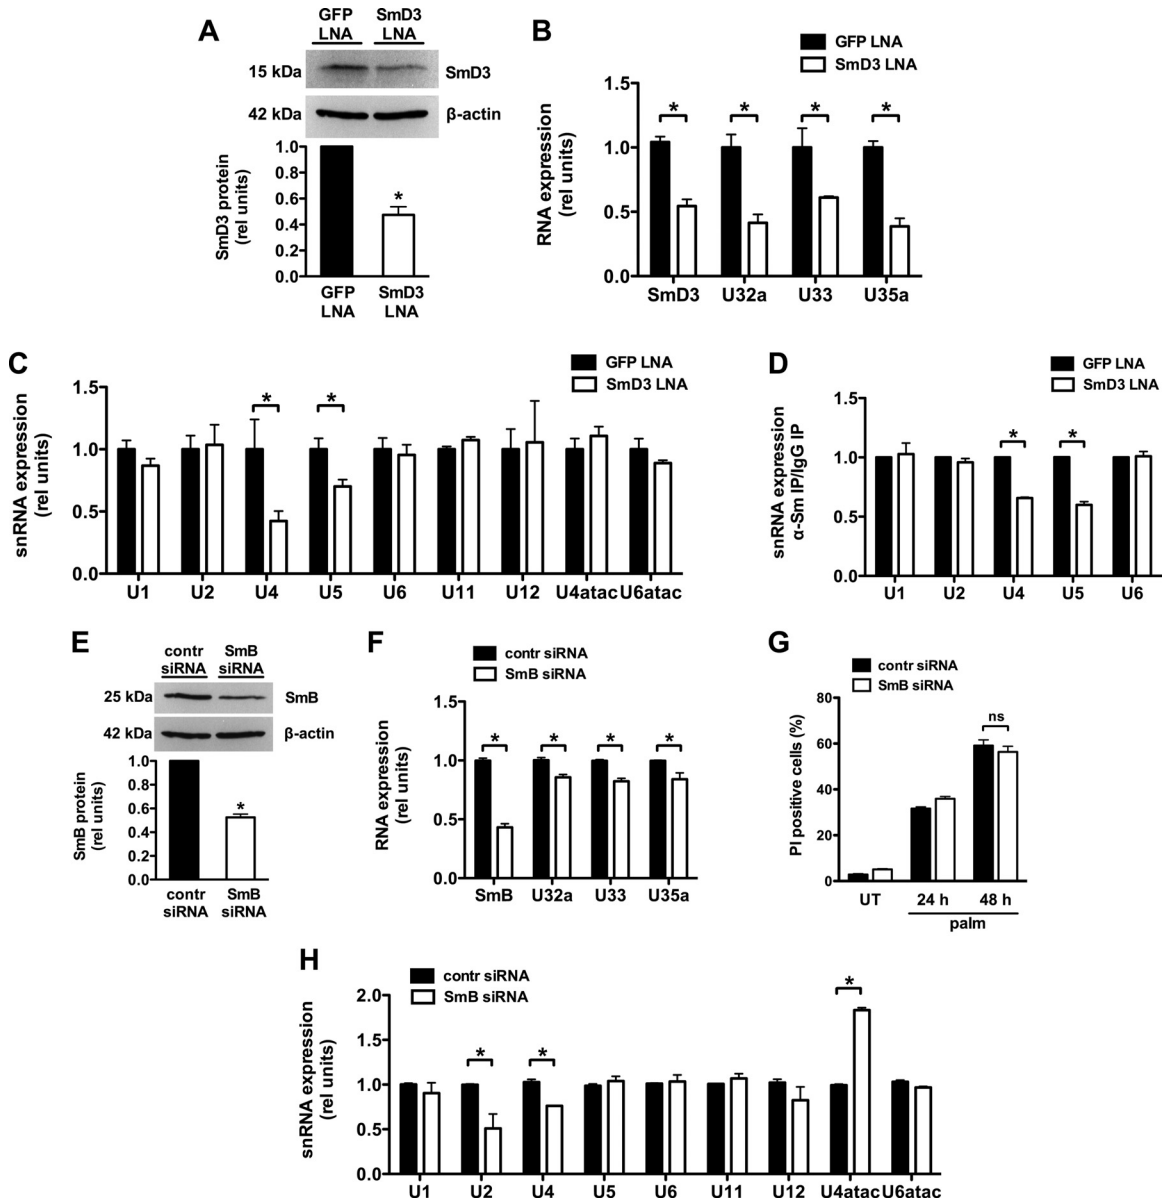 A
GFP LNA
SmD3 LNA
15 kDa
SmD3
42 kDa
β-actin
SmD3 protein
(rel units)
1.0
0.8
0.6
0.4
0.2
0.0
*
GFP LNA
SmD3 LNA
B
GFP LNA
SmD3 LNA
RNA expression
(rel units)
1.5
1.0
0.5
0.0
* * * *
SmD3 U32a U33 U35a
C
GFP LNA
SmD3 LNA
snRNA expression
(rel units)
1.5
1.0
0.5
0.0
* *
U1 U2 U4 U5 U6 U11 U12 U4atac U6atac
D
GFP LNA
SmD3 LNA
snRNA expression
α-Sm IP/IgG IP
1.5
1.0
0.5
0.0
* *
U1 U2 U4 U5 U6
E
contr siRNA
SmB siRNA
25 kDa
SmB
42 kDa
β-actin
SmB protein
(rel units)
1.0
0.8
0.6
0.4
0.2
0.0
*
contr siRNA
SmB siRNA
F
contr siRNA
SmB siRNA
RNA expression
(rel units)
1.5
1.0
0.5
0.0
* * * *
SmB U32a U33 U35a
G
contr siRNA
SmB siRNA
PI positive cells (%)
80
60
40
20
0
ns
UT 24 h 48 h
palm
H
contr siRNA
SmB siRNA
snRNA expression
(rel units)
2.0
1.5
1.0
0.5
0.0
* * *
U1 U2 U4 U5 U6 U11 U12 U4atac U6atac